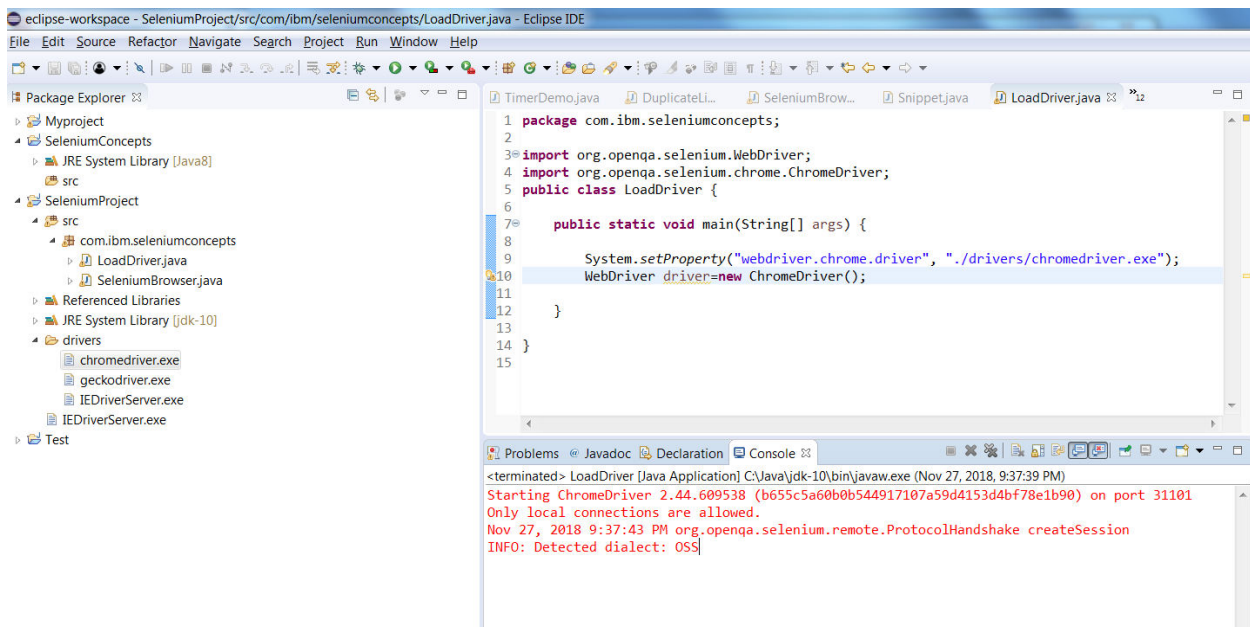 eclipse-workspace - SeleniumProject/src/com/ibm/seleniumconcepts/LoadDriver.java - Eclipse IDE
File Edit Source Refactor Navigate Search Project Run Window Help
Package Explorer
Myproject
SeleniumConcepts
JRE System Library [Java8]
src
SeleniumProject
src
com.ibm.seleniumconcepts
LoadDriver.java
SeleniumBrowser.java
Referenced Libraries
JRE System Library [jdk-10]
drivers
chromedriver.exe
geckodriver.exe
IEDriverServer.exe
IEDriverServer.exe
Test
TimerDemo.java DuplicateLi... SeleniumBrow... Snippet.java LoadDriver.java »12
1 package com.ibm.seleniumconcepts;
2
3 import org.openqa.selenium.WebDriver;
4 import org.openqa.selenium.chrome.ChromeDriver;
5 public class LoadDriver {
6
7 public static void main(String[] args) {
8
9 System.setProperty("webdriver.chrome.driver", "./drivers/chromedriver.exe");
10 WebDriver driver=new ChromeDriver();
11
12 }
13
14 }
15
Problems @ Javadoc Declaration Console
<terminated> LoadDriver [Java Application] C:\Java\jdk-10\bin\javaw.exe (Nov 27, 2018, 9:37:39 PM)
Starting ChromeDriver 2.44.609538 (b655c5a60b0b544917107a59d4153d4bf78e1b90) on port 31101
Only local connections are allowed.
Nov 27, 2018 9:37:43 PM org.openqa.selenium.remote.ProtocolHandshake createSession
INFO: Detected dialect: OSS